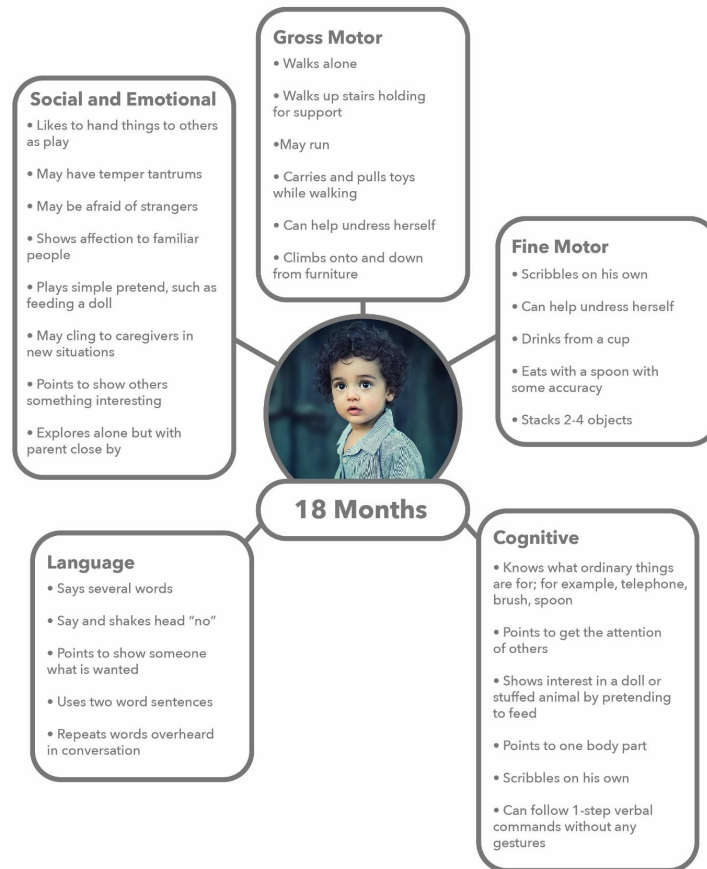 Gross Motor
• Walks alone
• Walks up stairs holding
for support
•May run
• Carries and pulls toys
while walking
• Can help undress herself
• Climbs onto and down
from furniture
Social and Emotional
• Likes to hand things to others
as play
• May have temper tantrums
• May be afraid of strangers
• Shows affection to familiar
people
• Plays simple pretend, such as
feeding a doll
• May cling to caregivers in
new situations
• Points to show others
something interesting
• Explores alone but with
parent close by
Fine Motor
• Scribbles on his own
• Can help undress herself
• Drinks from a cup
• Eats with a spoon with
some accuracy
• Stacks 2-4 objects
18 Months
Language
• Says several words
• Say and shakes head “no”
• Points to show someone
what is wanted
• Uses two word sentences
• Repeats words overheard
in conversation
Cognitive
• Knows what ordinary things
are for; for example, telephone,
brush, spoon
• Points to get the attention
of others
• Shows interest in a doll or
stuffed animal by pretending
to feed
• Points to one body part
• Scribbles on his own
• Can follow 1-step verbal
commands without any
gestures